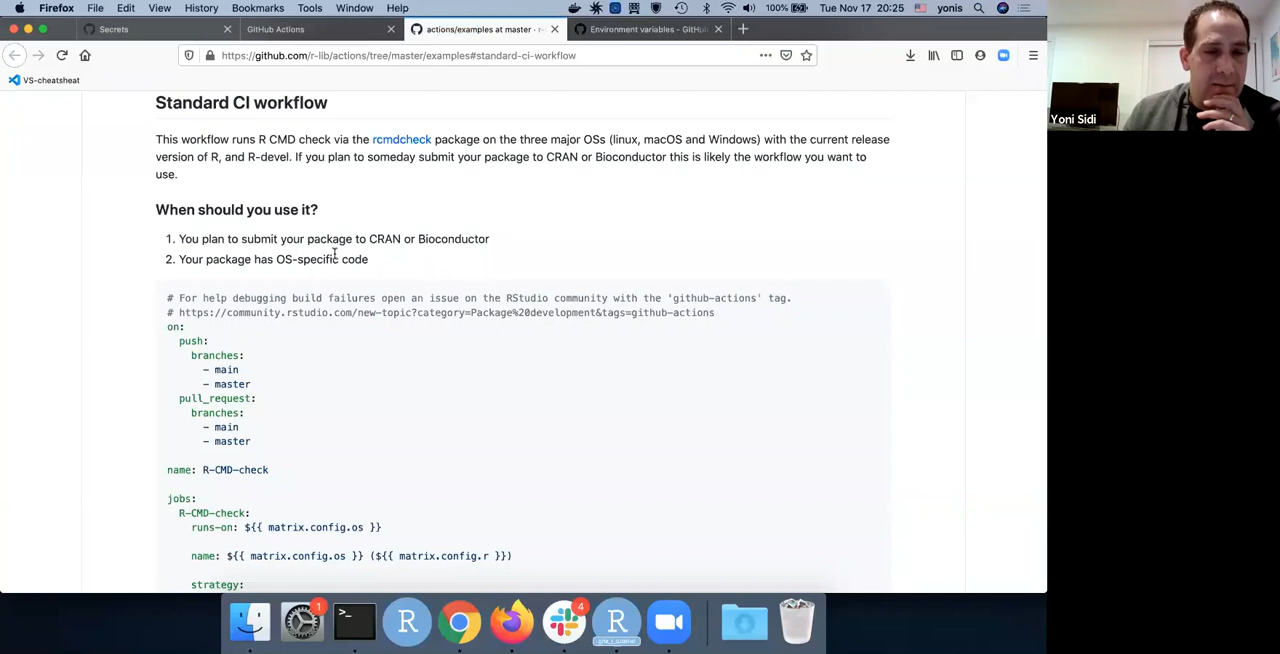 Firefox File Edit View History Bookmarks Tools Window Help 100% Tue Nov 17 20:25 yonis
Secrets GitHub Actions actions/examples at master · r- Environment variables - GitHub
https://github.com/r-lib/actions/tree/master/examples#standard-ci-workflow
VS-cheatsheat
Yoni Sidi
Standard CI workflow
This workflow runs R CMD check via the rcmdcheck package on the three major OSs (linux, macOS and Windows) with the current release
version of R, and R-devel. If you plan to someday submit your package to CRAN or Bioconductor this is likely the workflow you want to
use.
When should you use it?
1. You plan to submit your package to CRAN or Bioconductor
2. Your package has OS-specific code
# For help debugging build failures open an issue on the RStudio community with the 'github-actions' tag.
# https://community.rstudio.com/new-topic?category=Package%20development&tags=github-actions
on:
push:
branches:
- main
- master
pull_request:
branches:
- main
- master
name: R-CMD-check
jobs:
R-CMD-check:
runs-on: ${{ matrix.config.os }}
name: ${{ matrix.config.os }} (${{ matrix.config.r }})
strategy:
1 >_ R 4 R